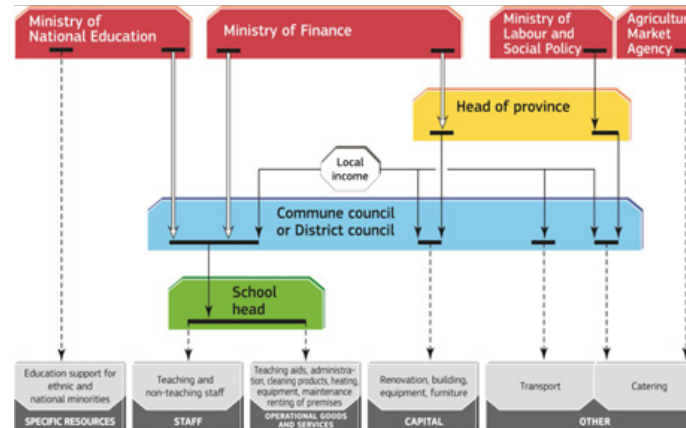 Ministry of
National Education
Ministry of Finance
Ministry of
Labour and
Social Policy
Agricultur
Market
Agency
Head of province
Local
income
Commune council
or District council
School
head
Education support for
ethnic and
national minorities
Teaching and
non-teaching staff
Teaching aids, administra-
tion, cleaning products, heating,
equipment, maintenance
renting of premises
Renovation, building,
equipment, furniture
Transport
Catering
SPECIFIC RESOURCES
STAFF
OPERATIONAL GOODS
AND SERVICES
CAPITAL
OTHER